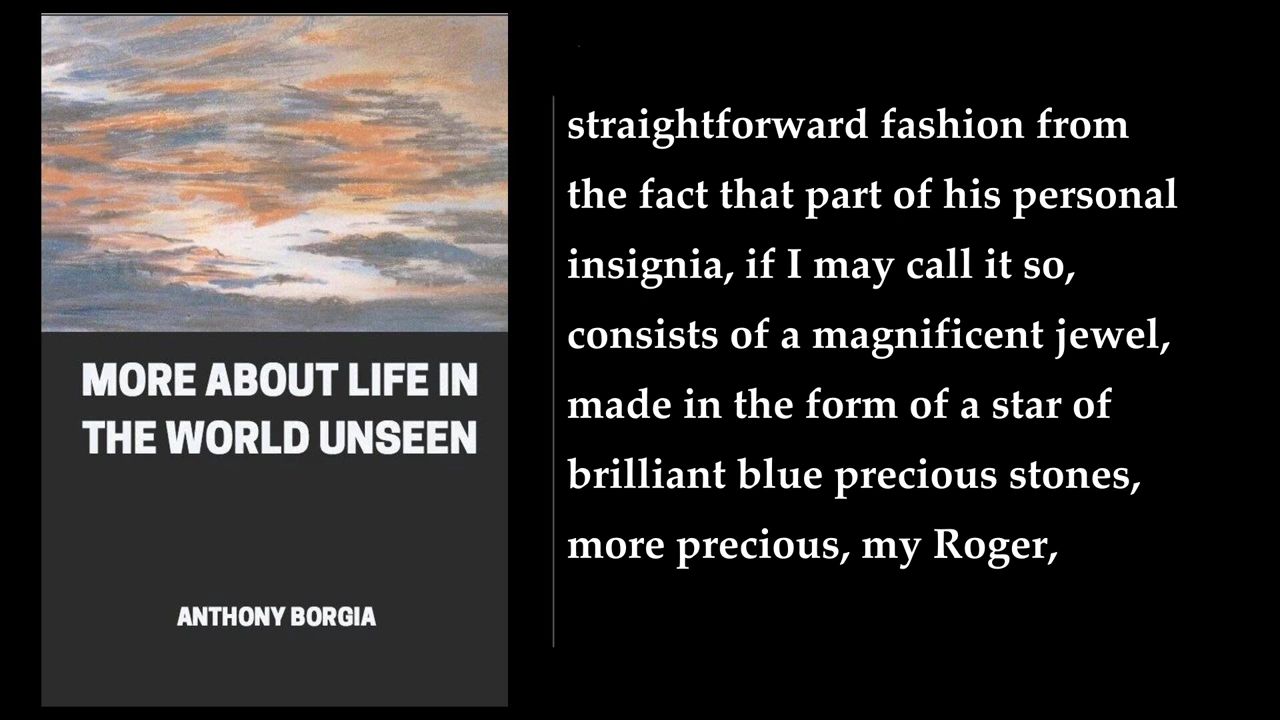 MORE ABOUT LIFE IN
THE WORLD UNSEEN
ANTHONY BORGIA
straightforward fashion from
the fact that part of his personal
insignia, if I may call it so,
consists of a magnificent jewel,
made in the form of a star of
brilliant blue precious stones,
more precious, my Roger,